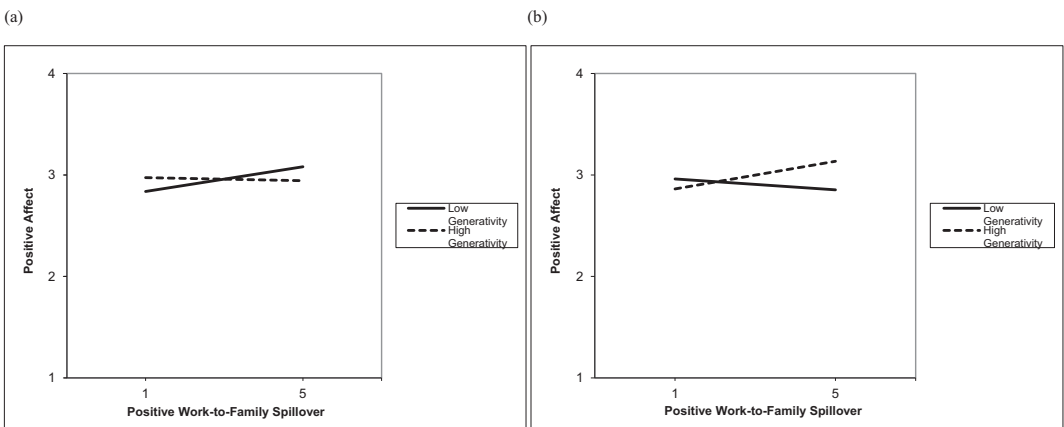 (a)
(b)
4
3
2
1
Positive Affect
1
5
Positive Work-to-Family Spillover
Low
Generativity
High
Generativity
4
3
2
1
Positive Affect
1
5
Positive Work-to-Family Spillover
Low
Generativity
High
Generativity